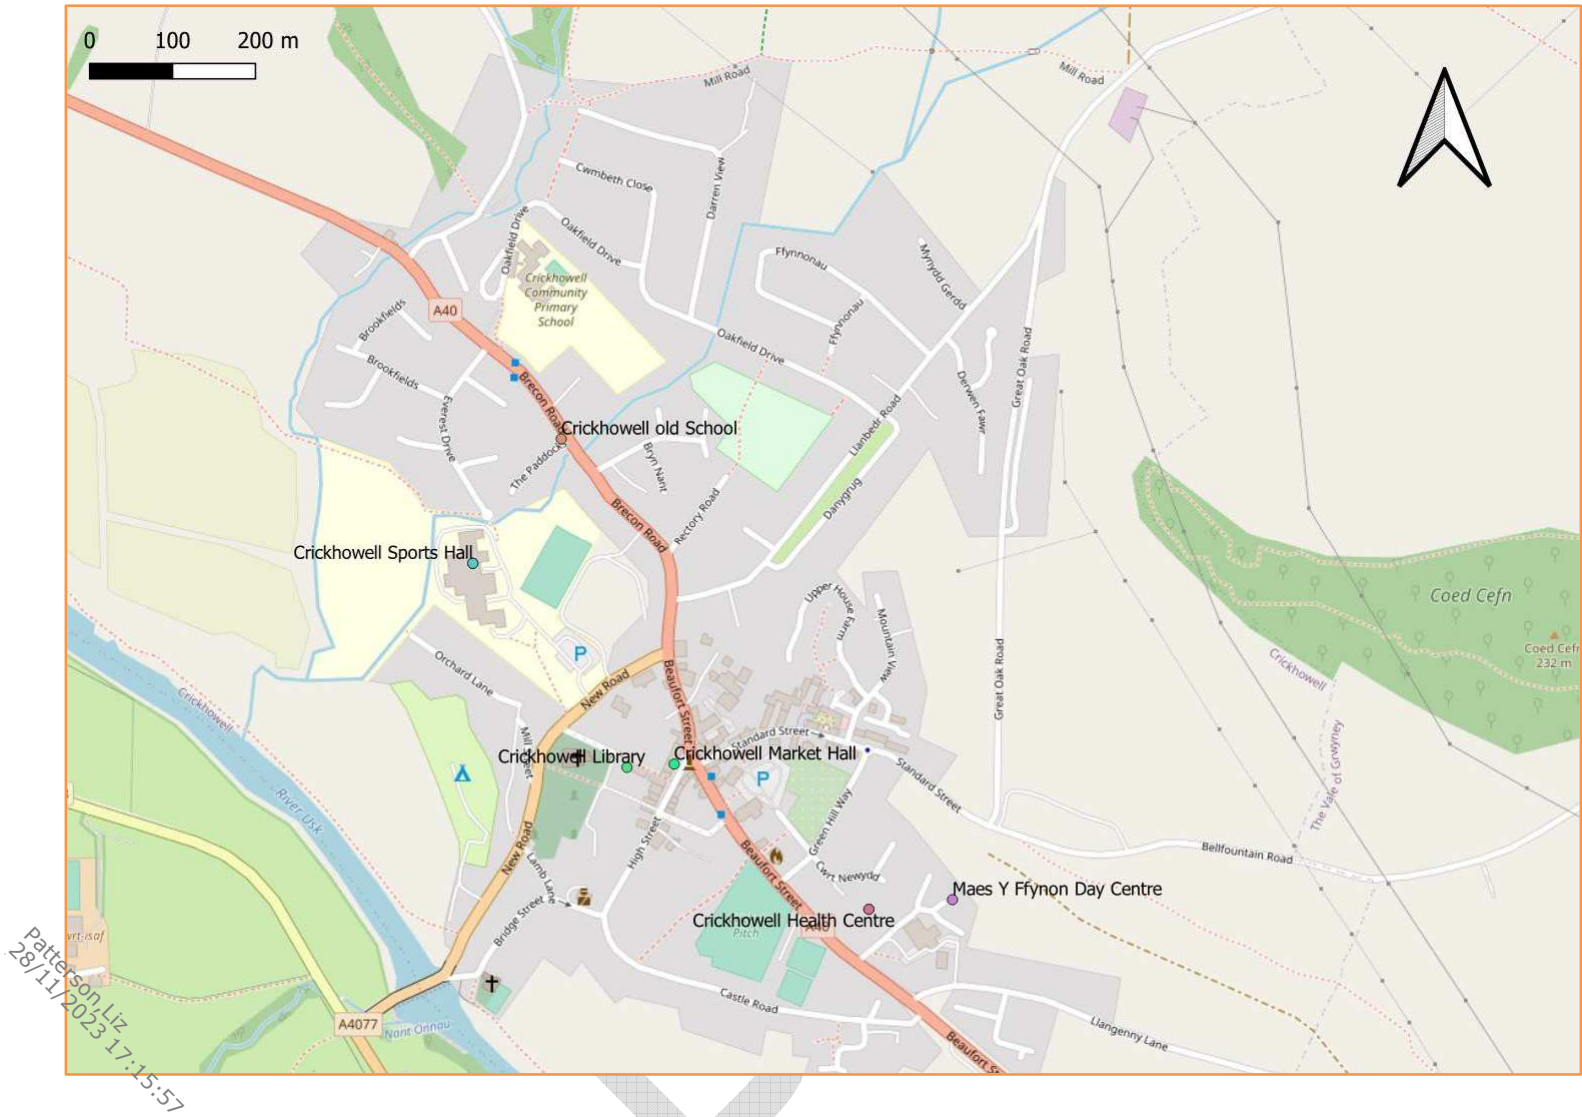 0 100 200 m
Mill Road
Mill Road
Cwmbeth Close
Darren View
Oakfield Drive
Oakfield Drive
Crickhowell
Community
Primary
School
Ffynnonau
Mynydd Gerdd
Ffynnonau
A40
Brookfields
Brookfields
Oakfield Drive
Great Oak Road
Derwen Fawr
Everest Drive
Brecon Road
Crickhowell old School
Llanbedr Road
The Paddocks
Bryn Nant
Rectory Road
Danygrug
Brecon Road
Crickhowell Sports Hall
Coed Cefn
Coed Cefn
232 m
Upper House Farm
Mountain View
Great Oak Road
Crickhowell
Orchard Lane
P
New Road
Beaufort Street
Crickhowell
Mill Street
Standard Street
Crickhowell Library
Crickhowell Market Hall
P
Standard Street
The Vale of Grwyney
River Usk
High Street
Green Hill Way
Bellfountain Road
New Road
Beaufort Street
Lamb Lane
Cwrt Newydd
Maes Y Ffynon Day Centre
Bridge Street
Crickhowell Health Centre
Pitch
A40
Castle Road
Llangenny Lane
A4077
Nant Onnau
Beaufort S
Patterson,Liz
28/11/2023 17:15:57